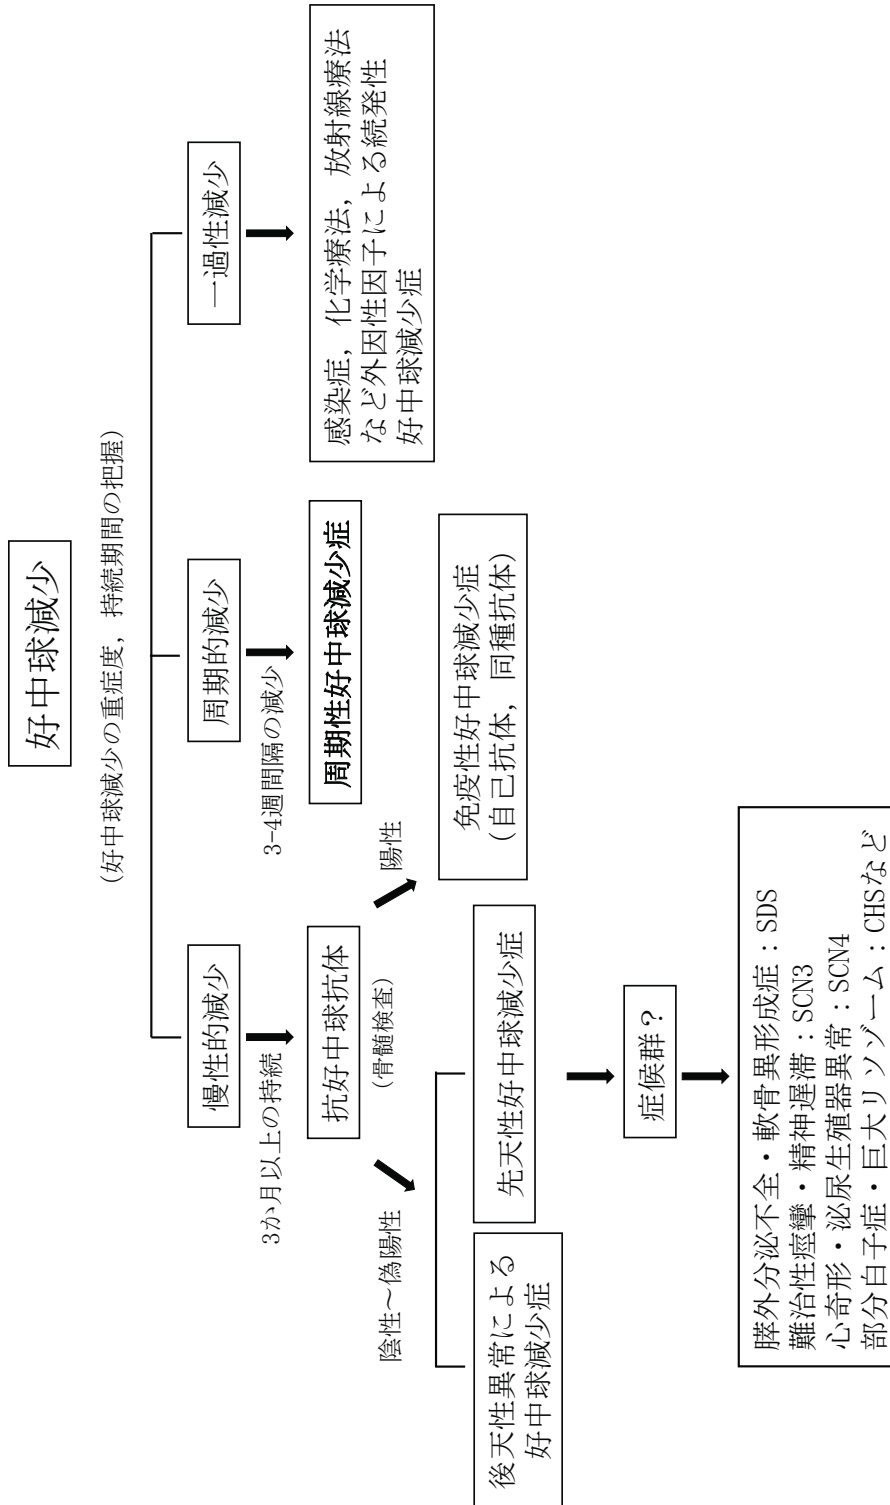 好中球減少
(好中球減少の重症度，持続期間の把握)
慢性的減少
周期的減少
一過性減少
3か月以上の持続
3-4週間隔の減少
抗好中球抗体
(骨髄検査)
周期性好中球減少症
感染症，化学療法，放射線療法
など外因性因子による続発性
好中球減少症
陰性〜偽陽性
陽性
後天性異常による
好中球減少症
先天性好中球減少症
免疫性好中球減少症
(自己抗体，同種抗体)
症候群？
膵外分泌不全・軟骨異形成症：SDS
難治性痙攣・精神遅滞：SCN3
心奇形・泌尿生殖器異常：SCN4
部分白子症・巨大リソゾーム：CHSなど